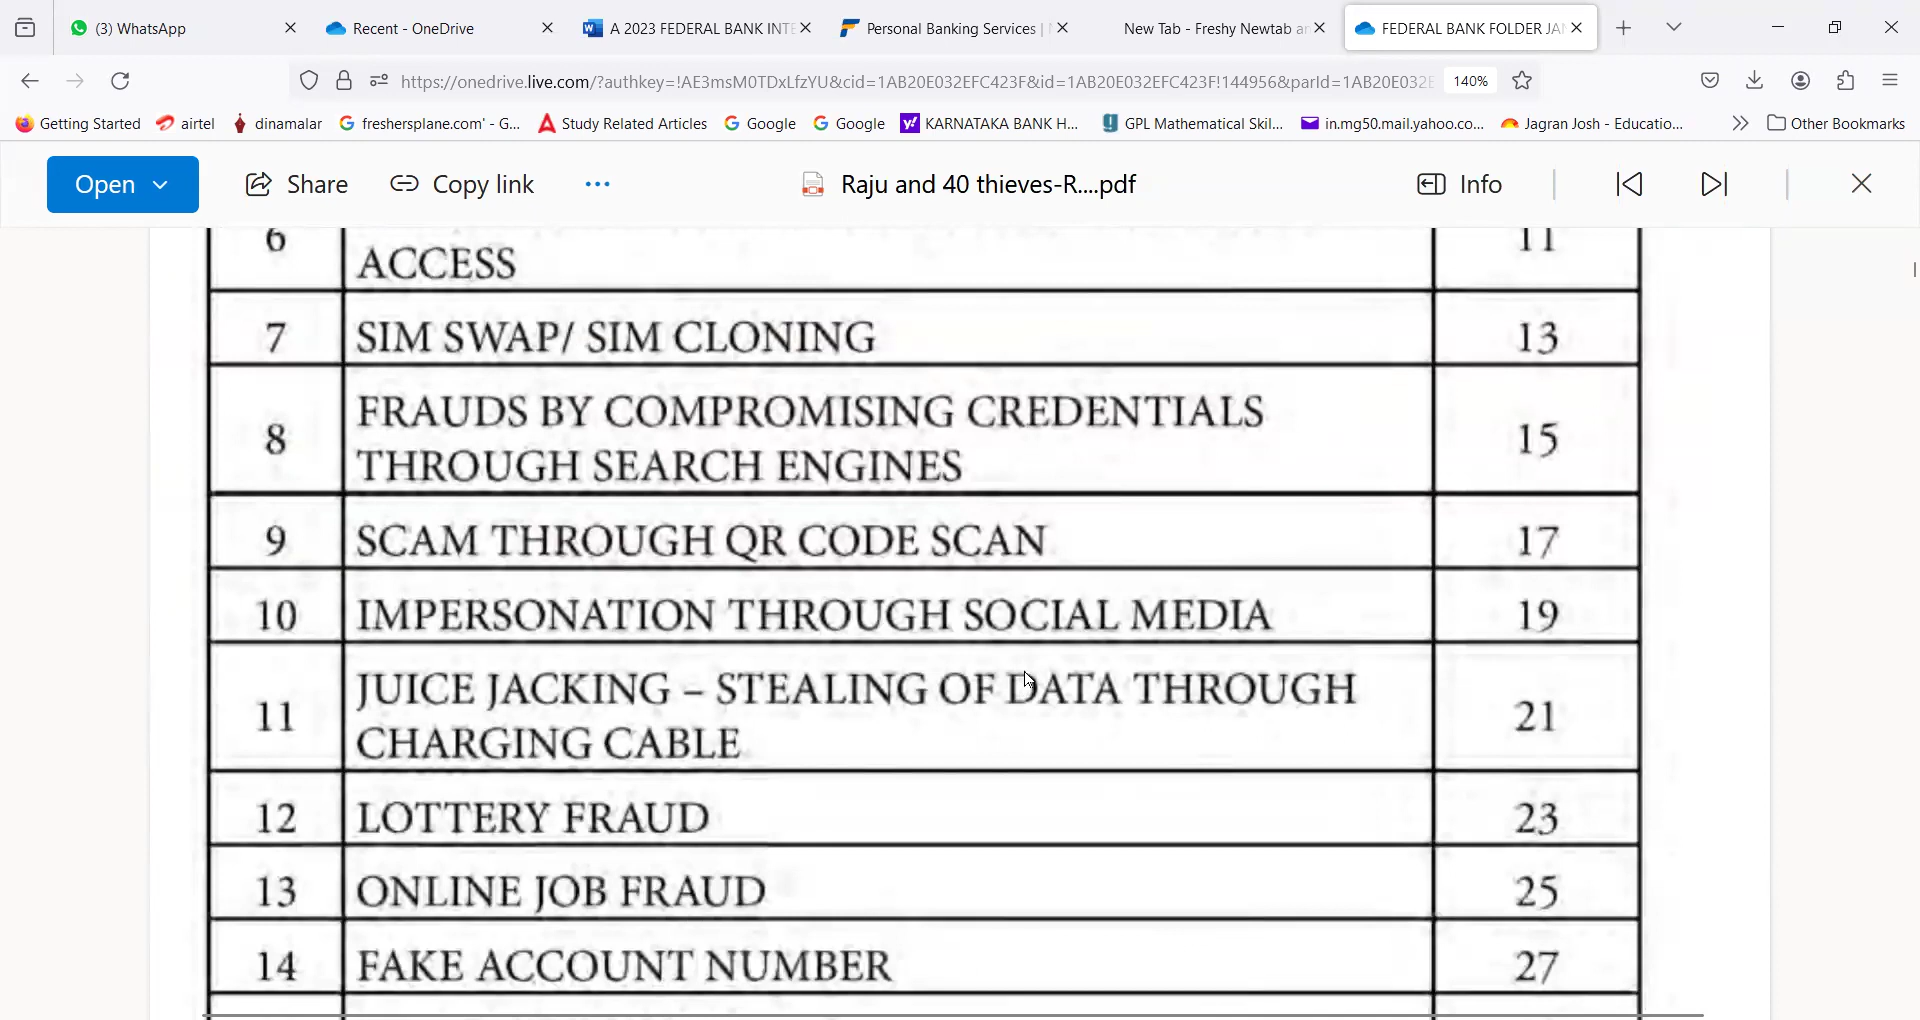 (3) WhatsApp
Recent - OneDrive
A 2023 FEDERAL BANK INTE
Personal Banking Services |
New Tab - Freshy Newtab an
FEDERAL BANK FOLDER JAN
https://onedrive.live.com/?authkey=!AE3msM0TDxLfzYU&cid=1AB20E032EFC423F&id=1AB20E032EFC423F!144956&parId=1AB20E032E
140%
Getting Started
airtel
dinamalar
freshersplane.com' - G...
Study Related Articles
Google
Google
KARNATAKA BANK H...
GPL Mathematical Skil...
in.mg50.mail.yahoo.co...
Jagran Josh - Educatio...
Other Bookmarks
Open
Share
Copy link
Raju and 40 thieves-R....pdf
Info
6 ACCESS 11
7 SIM SWAP/ SIM CLONING 13
8 FRAUDS BY COMPROMISING CREDENTIALS
THROUGH SEARCH ENGINES 15
9 SCAM THROUGH QR CODE SCAN 17
10 IMPERSONATION THROUGH SOCIAL MEDIA 19
11 JUICE JACKING – STEALING OF DATA THROUGH
CHARGING CABLE 21
12 LOTTERY FRAUD 23
13 ONLINE JOB FRAUD 25
14 FAKE ACCOUNT NUMBER 27